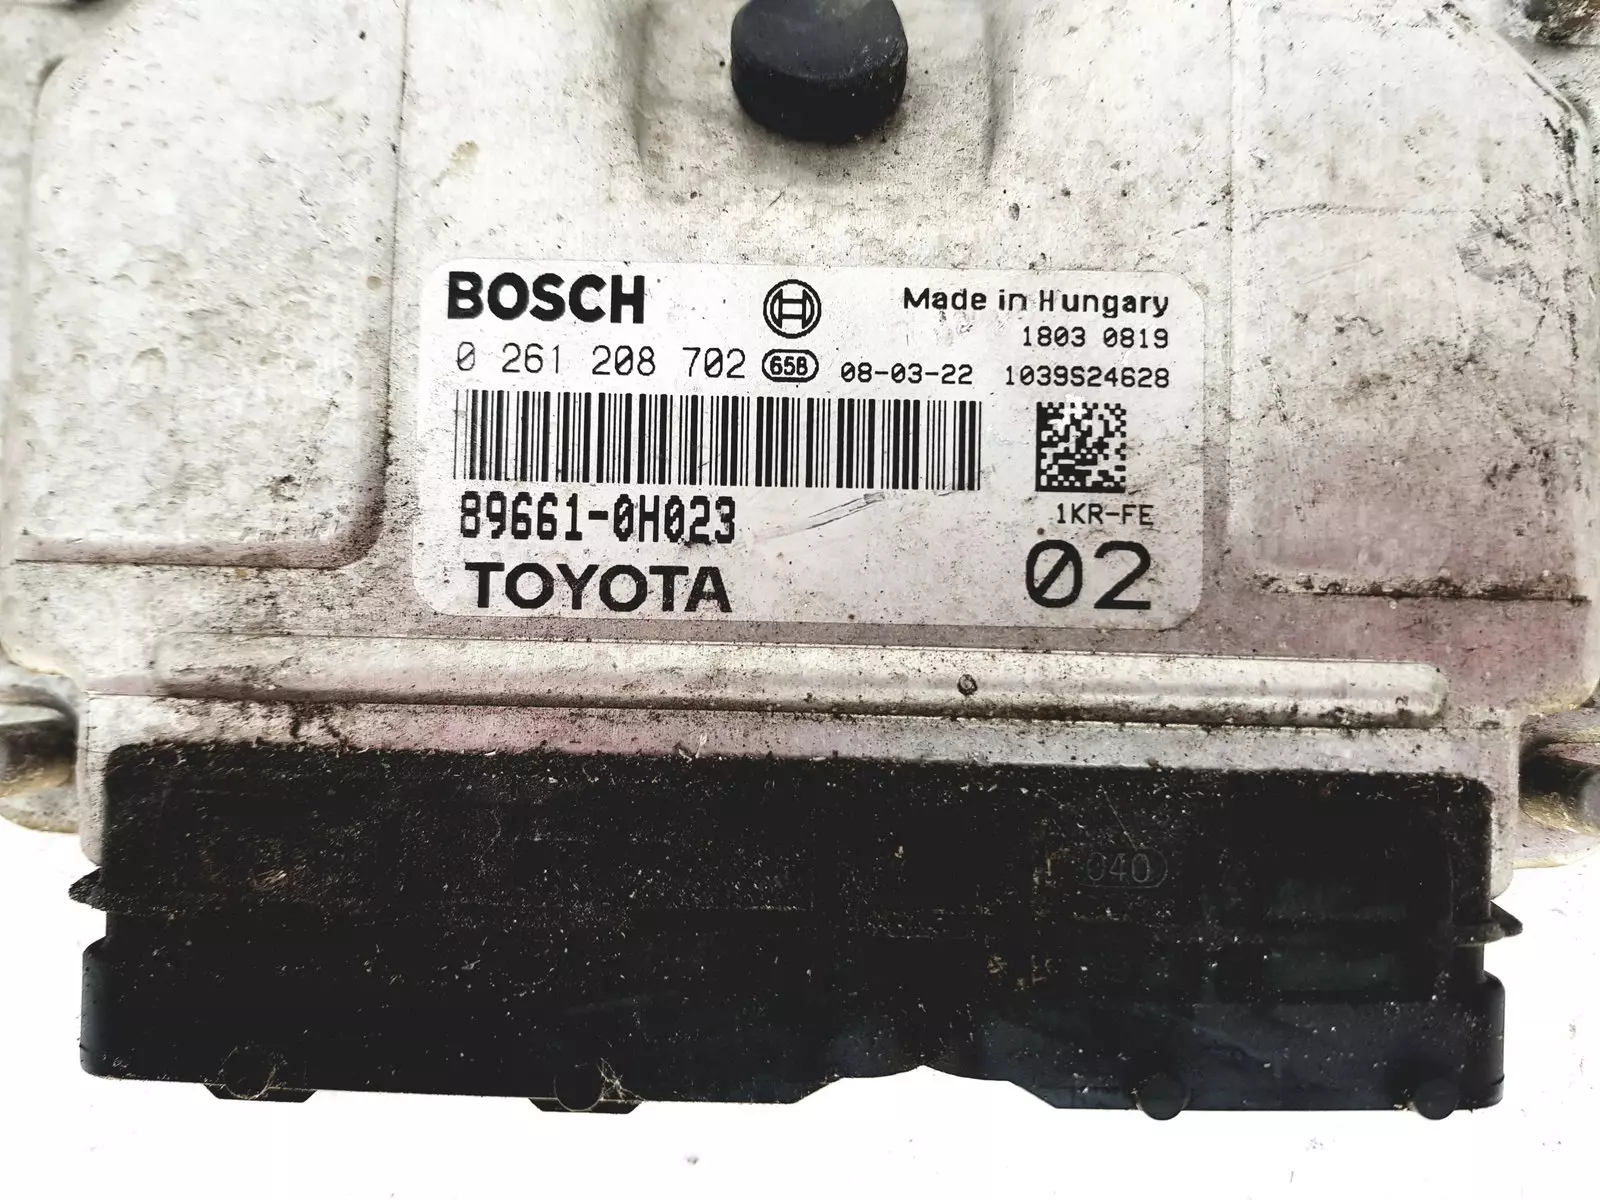 BOSCH
Made in Hungary
1803 0819
0 261 208 702 65B 08-03-22 1039S24628
89661-0H023
1KR-FE
TOYOTA
02
040